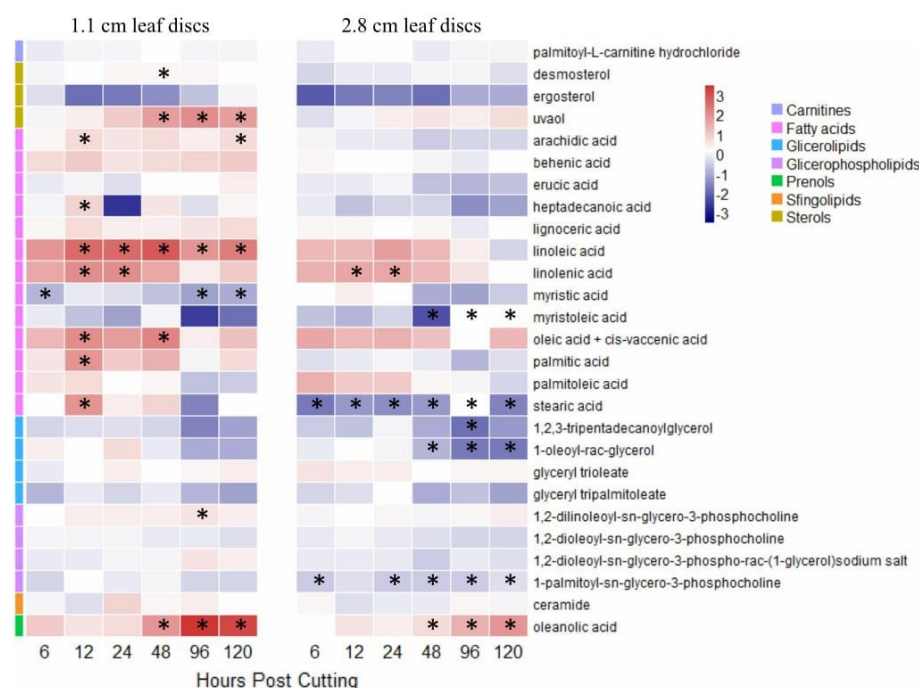 1.1 cm leaf discs
2.8 cm leaf discs
palmitoyl-L-carnitine hydrochloride
desmosterol
ergosterol
uvaol
arachidic acid
behenic acid
erucic acid
heptadecanoic acid
lignoceric acid
linoleic acid
linolenic acid
myristic acid
myristoleic acid
oleic acid + cis-vaccenic acid
palmitic acid
palmitoleic acid
stearic acid
1,2,3-tripentadecanoylglycerol
1-oleoyl-rac-glycerol
glyceryl trioleate
glyceryl tripalmitoleate
1,2-dilinoleoyl-sn-glycero-3-phosphocholine
1,2-dioleoyl-sn-glycero-3-phosphocholine
1,2-dioleoyl-sn-glycero-3-phospho-rac-(1-glycerol)sodium salt
1-palmitoyl-sn-glycero-3-phosphocholine
ceramide
oleanolic acid
3
2
1
0
-1
-2
-3
Carnitines
Fatty acids
Glicerolipids
Glicerophospholipids
Prenols
Sfingolipids
Sterols
6 12 24 48 96 120
6 12 24 48 96 120
Hours Post Cutting